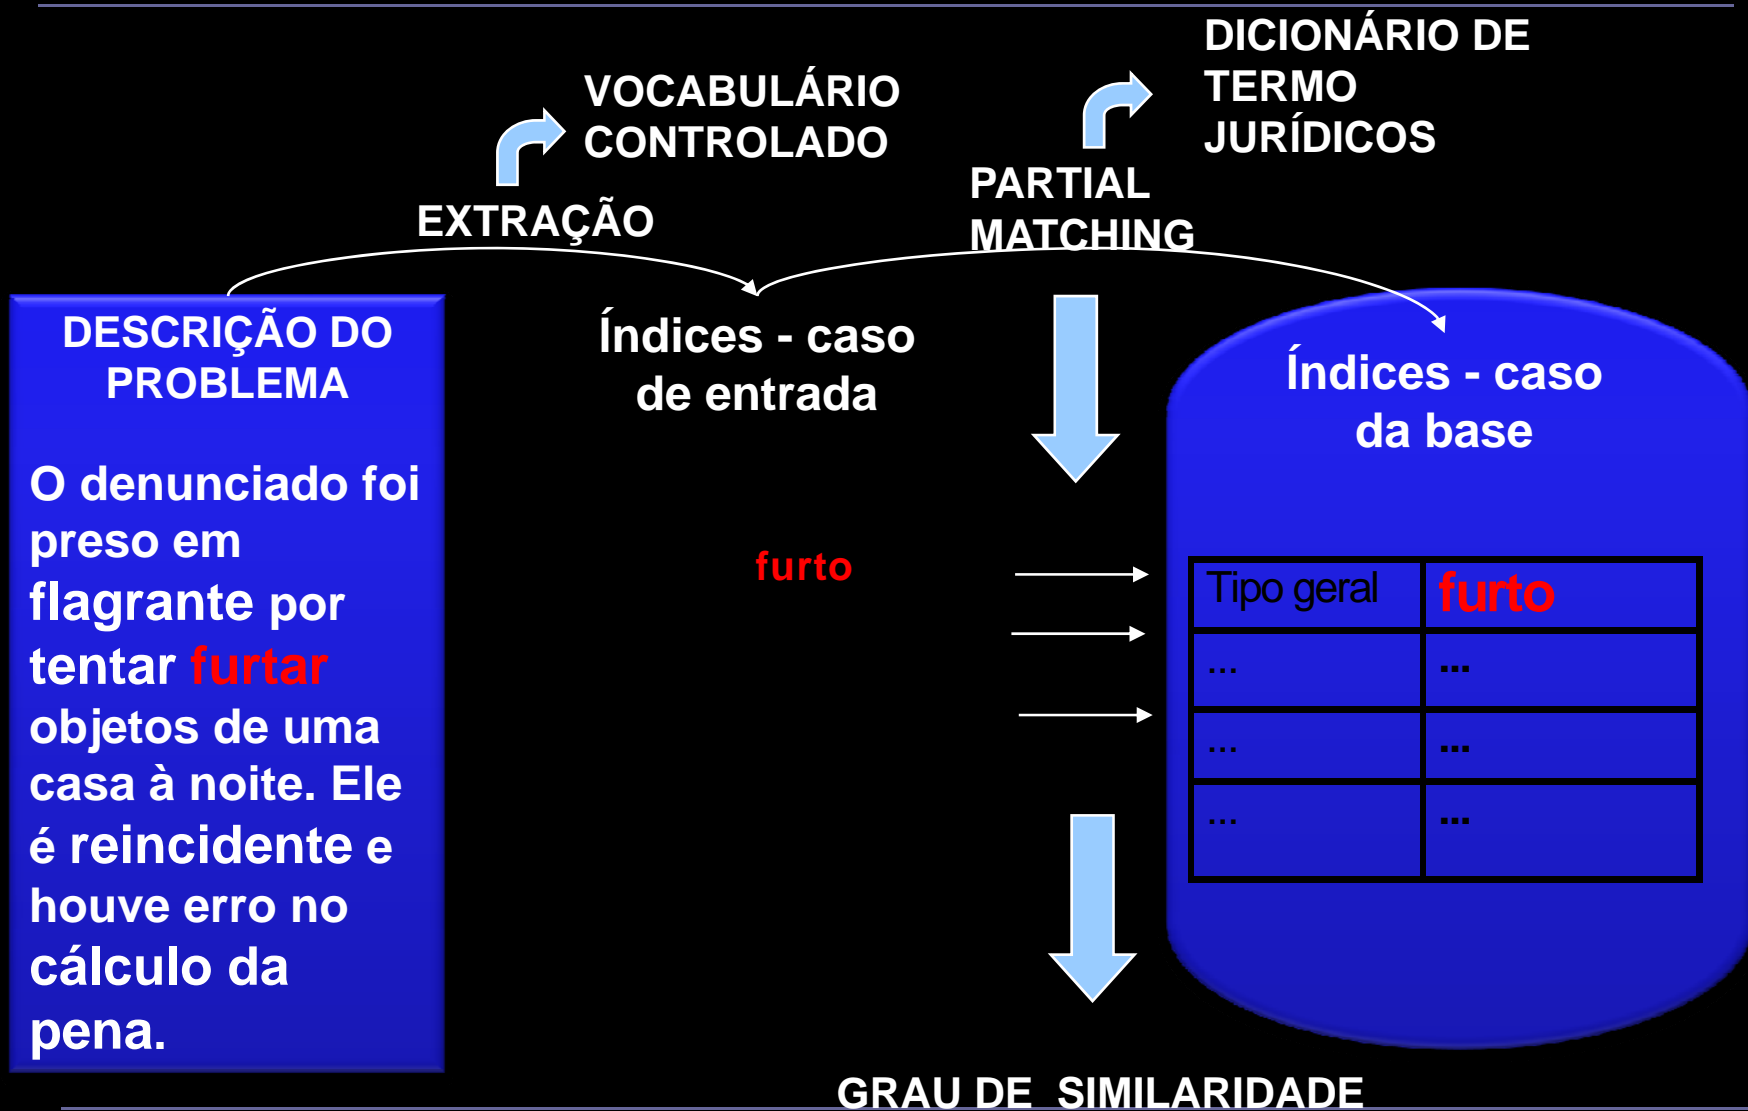 VOCABULÁRIO
CONTROLADO
DICIONÁRIO DE
TERMO
JURÍDICOS
EXTRAÇÃO
PARTIAL
MATCHING
DESCRIÇÃO DO
PROBLEMA
O denunciado foi
preso em
flagrante por
tentar furtar
objetos de uma
casa à noite. Ele
é reincidente e
houve erro no
cálculo da
pena.
Índices - caso
de entrada
furto
Índices - caso
da base
Tipo geral furto
... ...
... ...
... ...
GRAU DE SIMILARIDADE